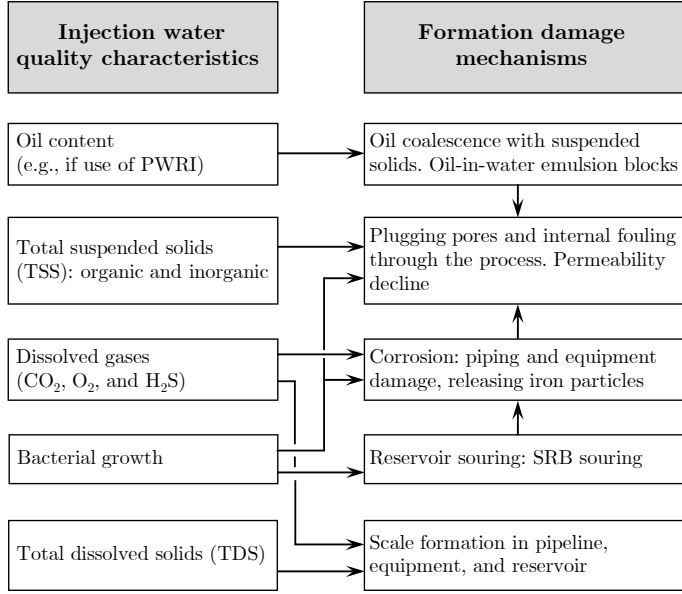 Injection water
quality characteristics
Formation damage
mechanisms
Oil content
(e.g., if use of PWRI)
Oil coalescence with suspended
solids. Oil-in-water emulsion blocks
Total suspended solids
(TSS): organic and inorganic
Plugging pores and internal fouling
through the process. Permeability
decline
Dissolved gases
(CO₂, O₂, and H₂S)
Corrosion: piping and equipment
damage, releasing iron particles
Bacterial growth
Reservoir souring: SRB souring
Total dissolved solids (TDS)
Scale formation in pipeline,
equipment, and reservoir